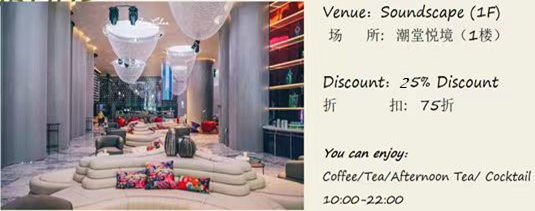 Venue: Soundscape (1F)
场 所: 潮堂悦境 (1楼)
Discount: 25% Discount
折 扣: 75折
You can enjoy:
Coffee/Tea/Afternoon Tea/ Cocktail
10:00-22:00